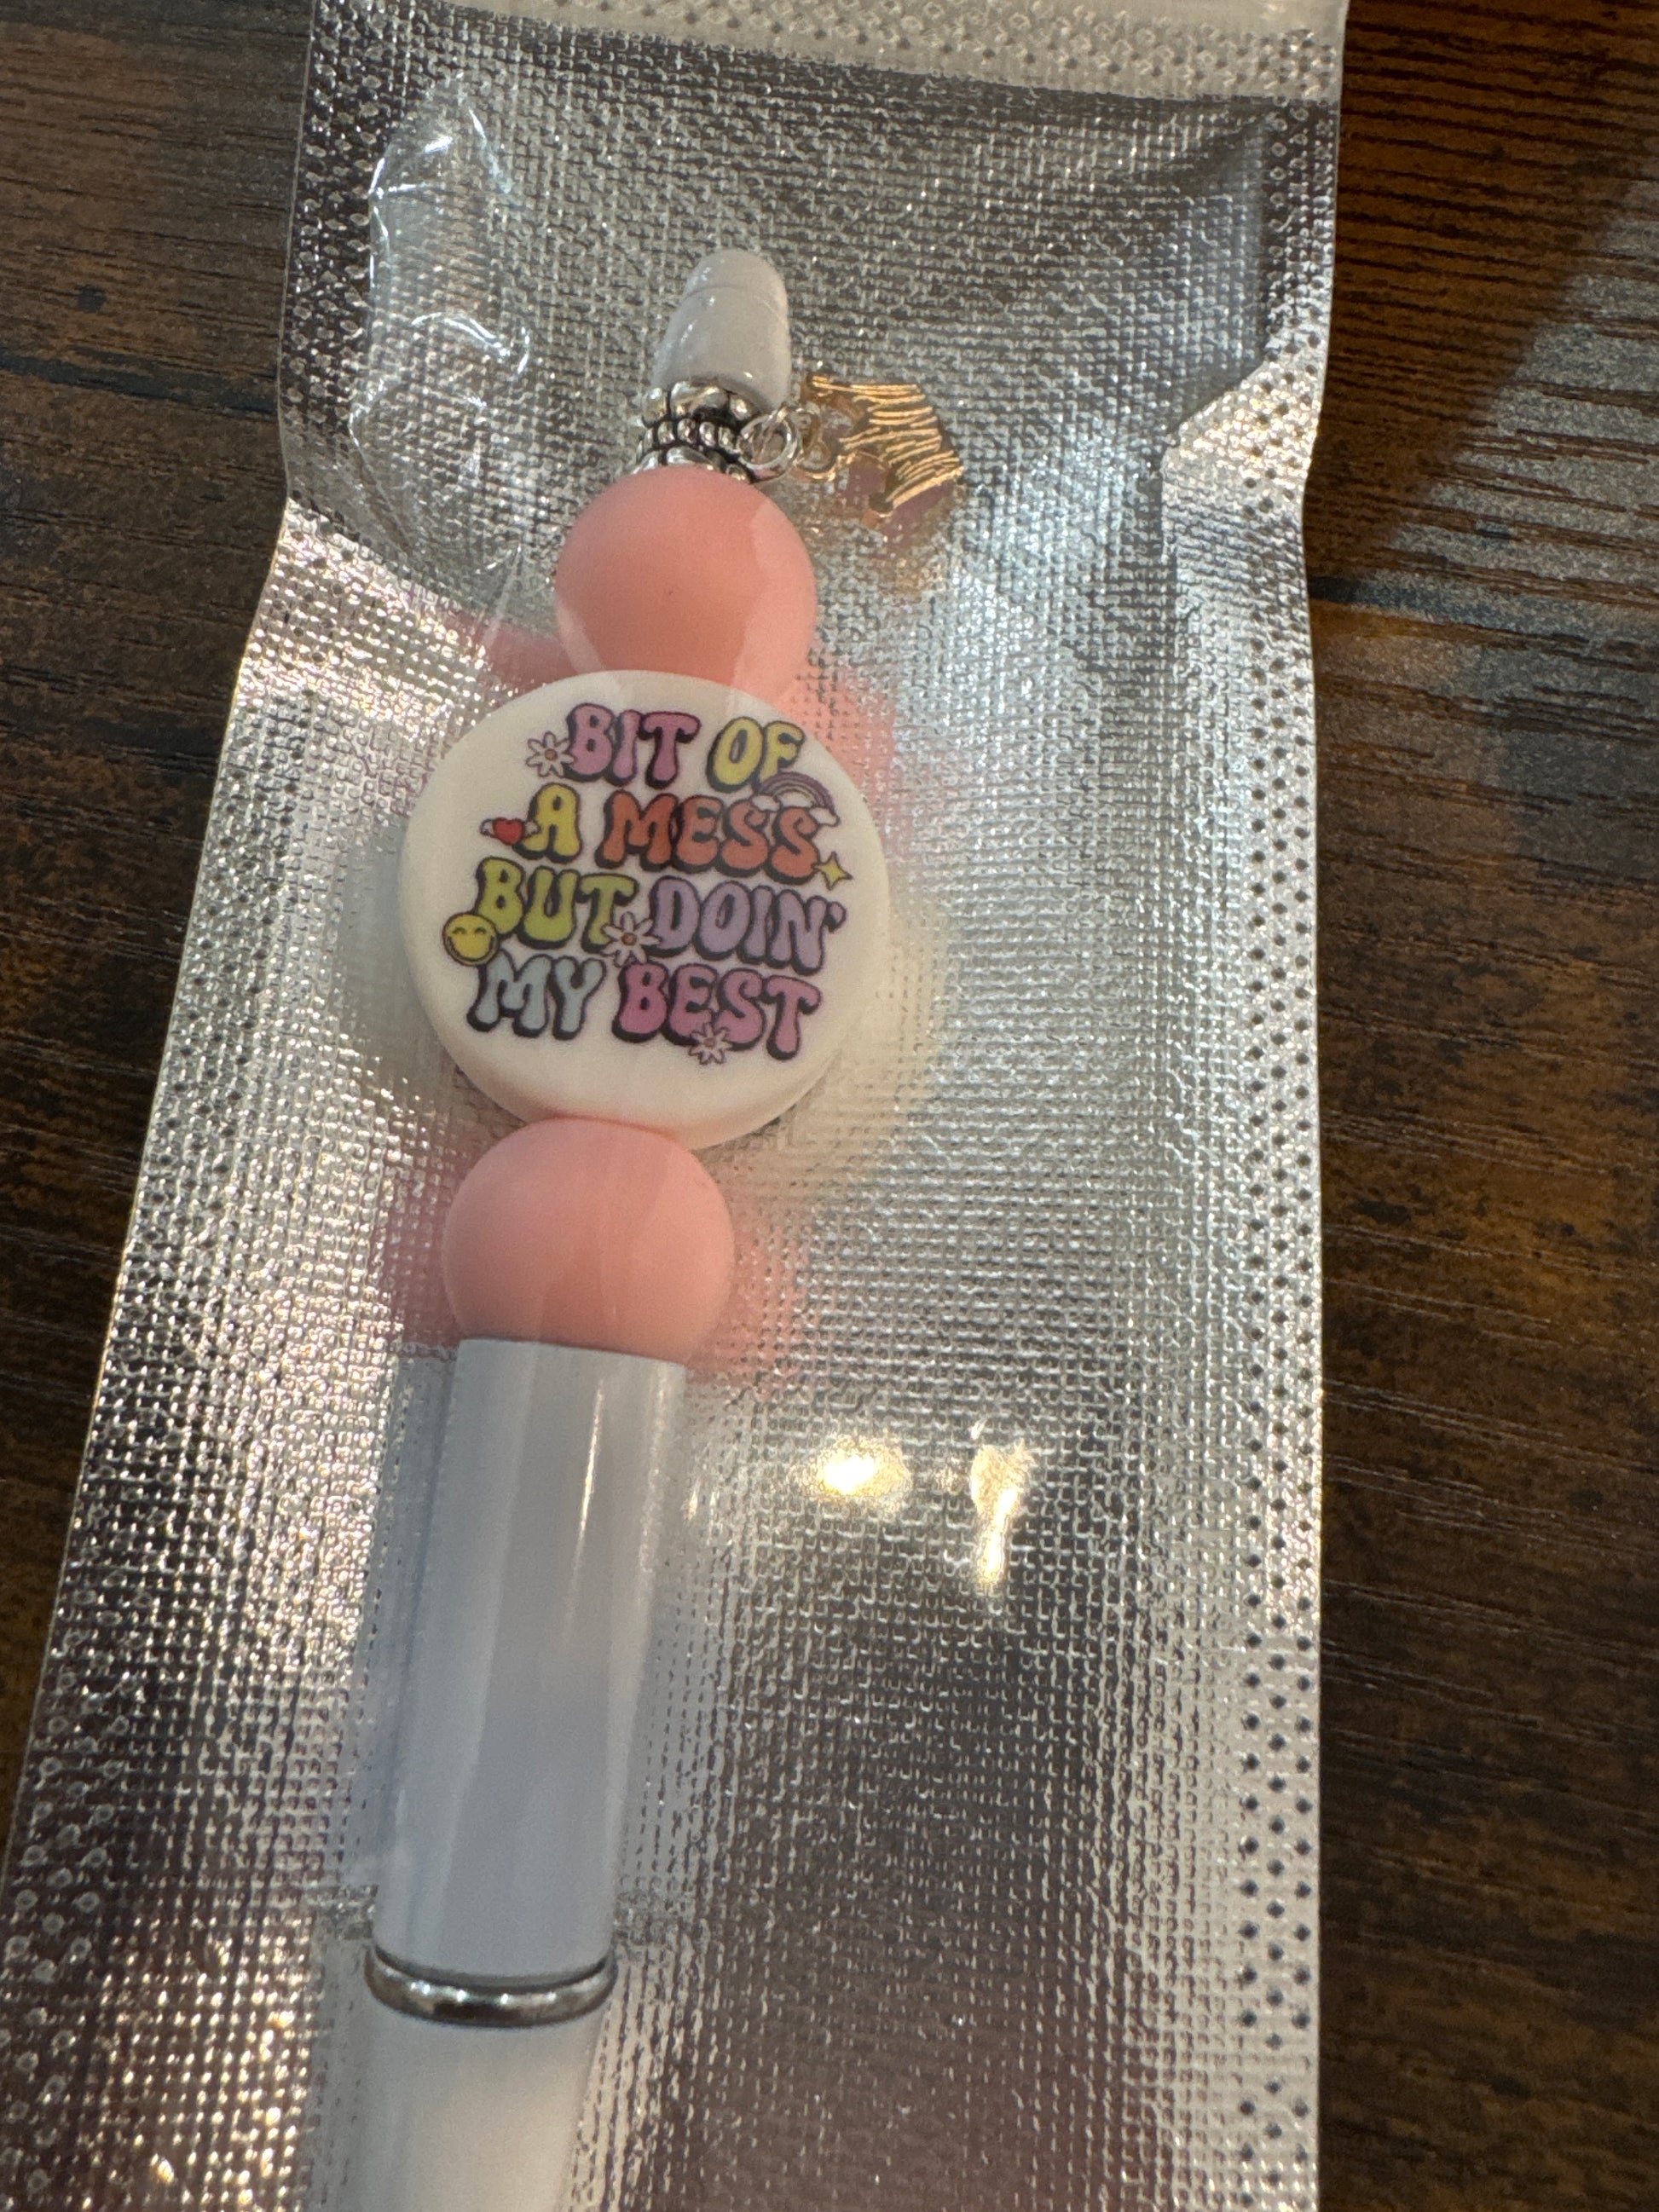 BIT OF
A MESS
BUT DOIN'
MY BEST